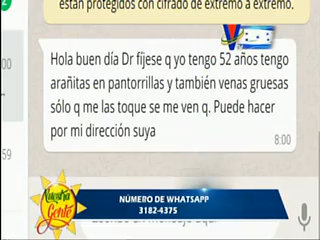 están protegidos con cifrado de extremo a extremo.
Hola buen día Dr fíjese q yo tengo 52 años tengo
arañitas en pantorrillas y también venas gruesas
sólo q me las toque se me ven q. Puede hacer
por mi dirección suya
8:00
:00
:59
Nuestra
Gente
NÚMERO DE WHATSAPP
3182-4375